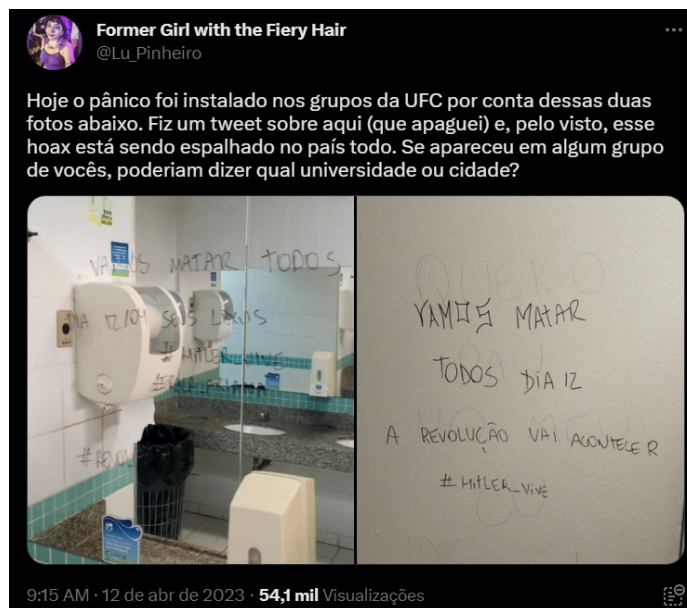 Former Girl with the Fiery Hair
@Lu_Pinheiro
Hoje o pânico foi instalado nos grupos da UFC por conta dessas duas
fotos abaixo. Fiz um tweet sobre aqui (que apaguei) e, pelo visto, esse
hoax está sendo espalhado no país todo. Se apareceu em algum grupo
de vocês, poderiam dizer qual universidade ou cidade?
VAMOS MATAR TODOS
DIA 12/04 SEUS
#HITLER_VIVE
VAMOS MATAR
TODOS DIA 12
A REVOLUÇÃO VAI ACONTECER
#HITLER_VIVE
9:15 AM · 12 de abr de 2023 · 54,1 mil Visualizações